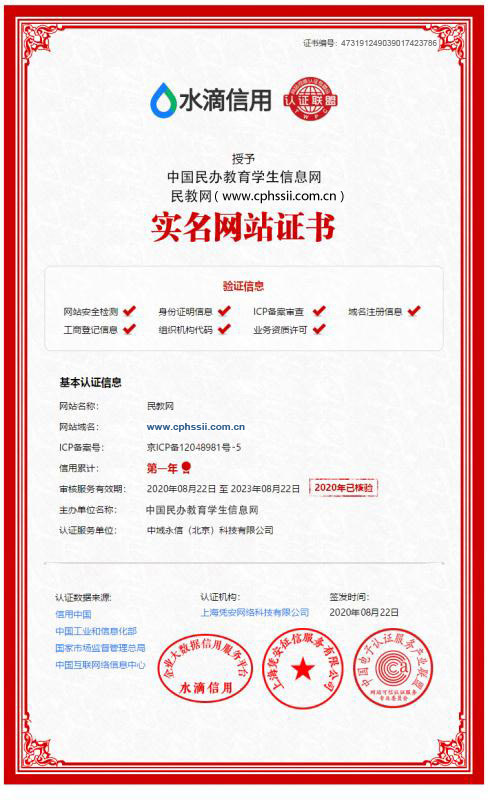 证书编号：473191249039017423786
水滴信用
认证联盟
授予
中国民办教育学生信息网
民教网（www.cphssii.com.cn）
实名网站证书
验证信息
网站安全检测 身份证明信息 ICP备案审查 域名注册信息
工商登记信息 组织机构代码 业务资质许可
基本认证信息
网站名称： 民教网
网站域名： www.cphssii.com.cn
ICP备案号： 京ICP备12048981号-5
信用累计： 第一年
审核服务有效期： 2020年08月22日 至 2023年08月22日 2020年已核验
主办单位名称： 中国民办教育学生信息网
认证服务单位： 中域永信（北京）科技有限公司
认证数据来源： 认证机构： 签发时间：
信用中国 上海凭安网络科技有限公司 2020年08月22日
中国工业和信息化部
国家市场监督管理总局
中国互联网络信息中心
企业大数据信用服务平台
水滴信用
上海凭安征信服务有限公司
中国电子认证服务产业联盟
网站可信认证服务
专业委员会